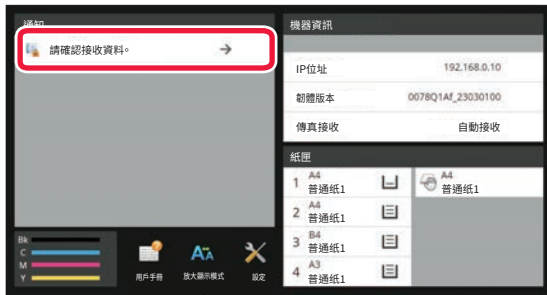 通知
請確認接收資料。
Bk
C
M
Y
用戶手冊
放大顯示模式
設定
機器資訊
IP位址 192.168.0.10
韌體版本 0078Q1Af_23030100
傳真接收 自動接收
紙匣
1 A4
普通紙1
A4
普通紙1
2 A4
普通紙1
3 B4
普通紙1
4 A3
普通紙1